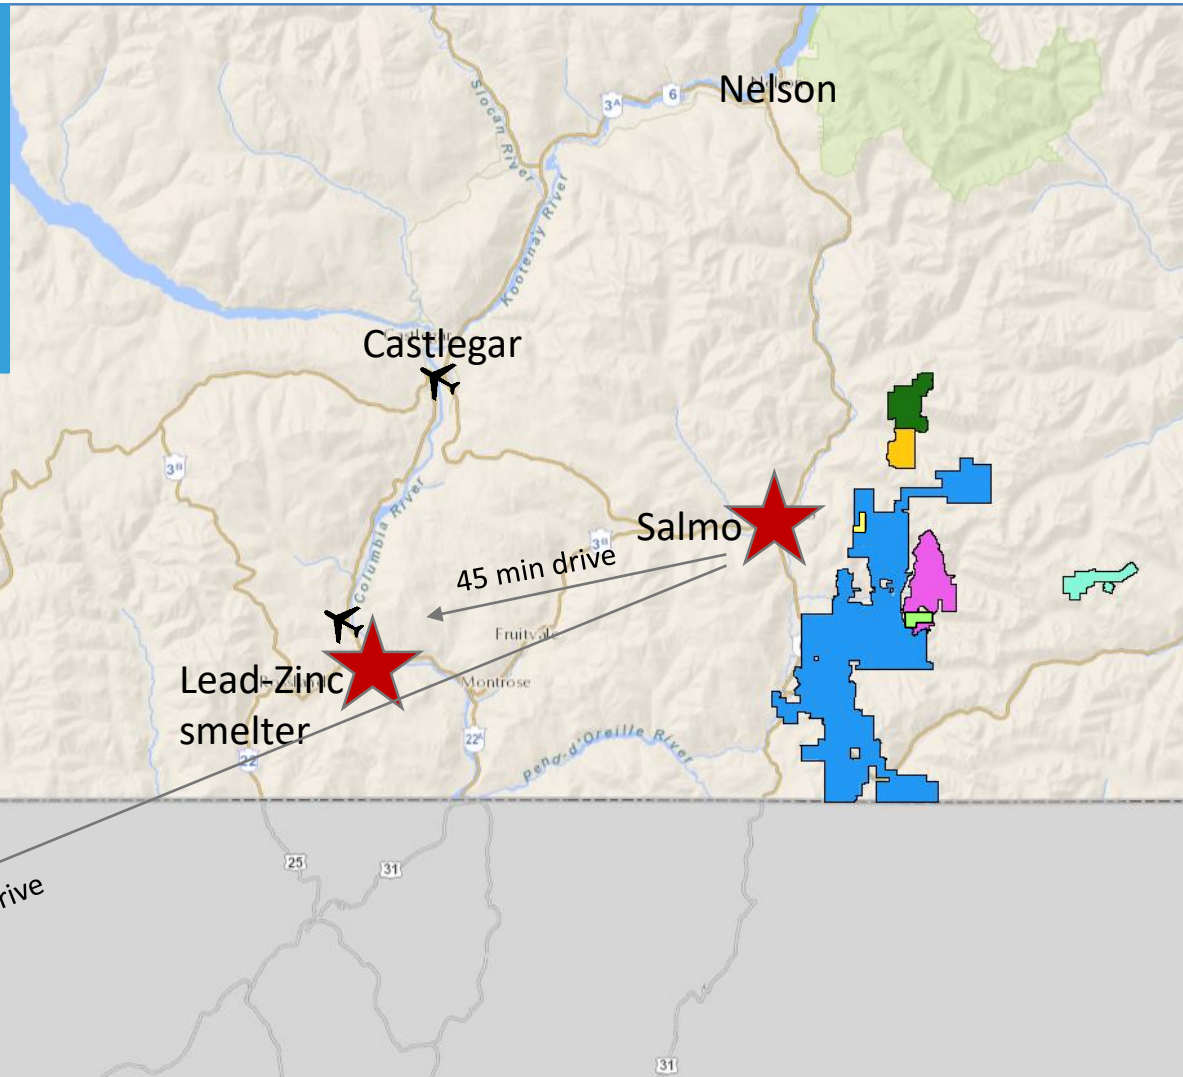 Nelson
6
3A
Slocan River
Kootenay River
Castlegar
3B
Columbia River
Salmo
3B
45 min drive
Fruitvale
Lead-Zinc
smelter
Montrose
22A
22
Pend-d'Oreille River
rive
25
31
31